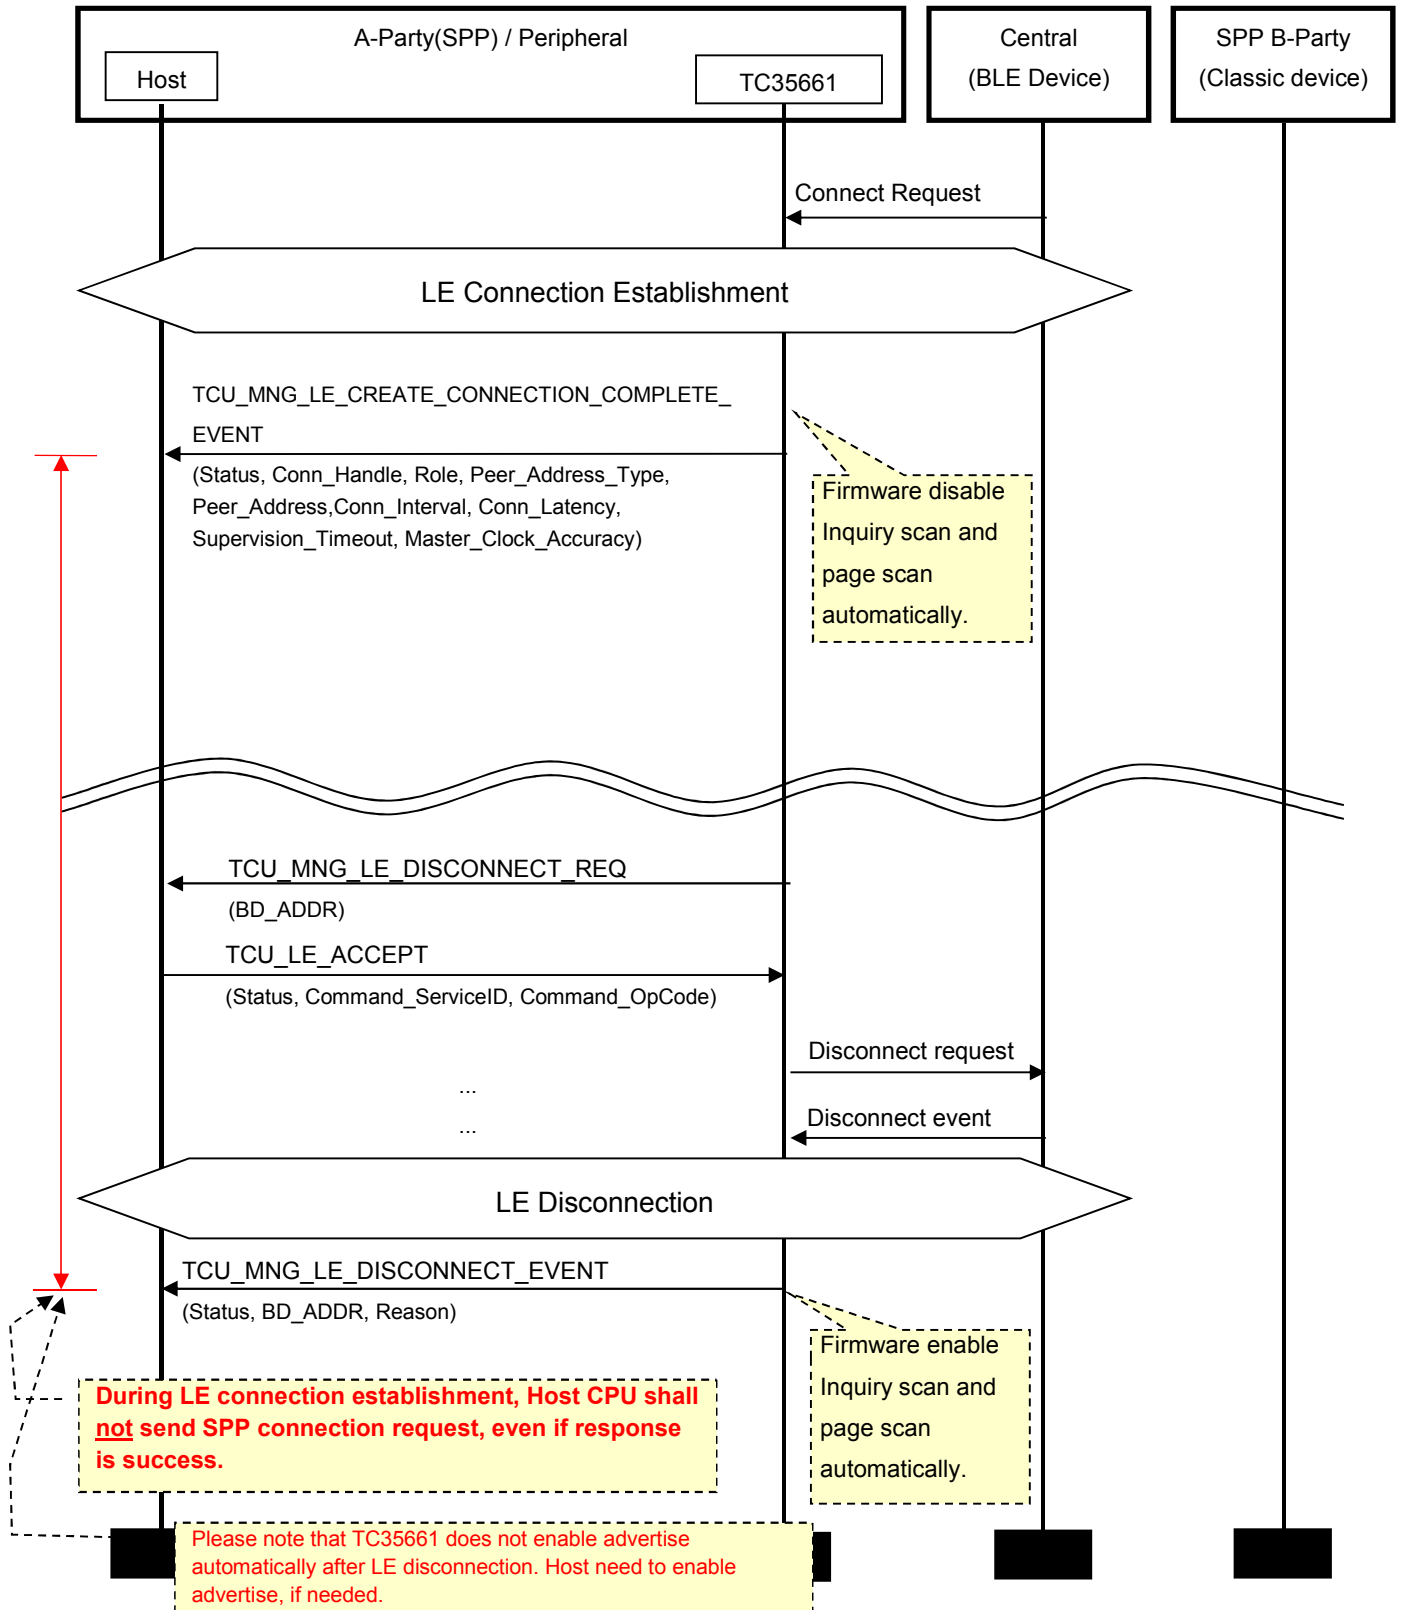 A-Party(SPP) / Peripheral
Host
TC35661
Central
(BLE Device)
SPP B-Party
(Classic device)
Connect Request
LE Connection Establishment
TCU_MNG_LE_CREATE_CONNECTION_COMPLETE_
EVENT
(Status, Conn_Handle, Role, Peer_Address_Type,
Peer_Address,Conn_Interval, Conn_Latency,
Supervision_Timeout, Master_Clock_Accuracy)
Firmware disable
Inquiry scan and
page scan
automatically.
TCU_MNG_LE_DISCONNECT_REQ
(BD_ADDR)
TCU_LE_ACCEPT
(Status, Command_ServiceID, Command_OpCode)
Disconnect request
...
Disconnect event
...
LE Disconnection
TCU_MNG_LE_DISCONNECT_EVENT
(Status, BD_ADDR, Reason)
Firmware enable
Inquiry scan and
page scan
automatically.
During LE connection establishment, Host CPU shall
not send SPP connection request, even if response
is success.
Please note that TC35661 does not enable advertise
automatically after LE disconnection. Host need to enable
advertise, if needed.